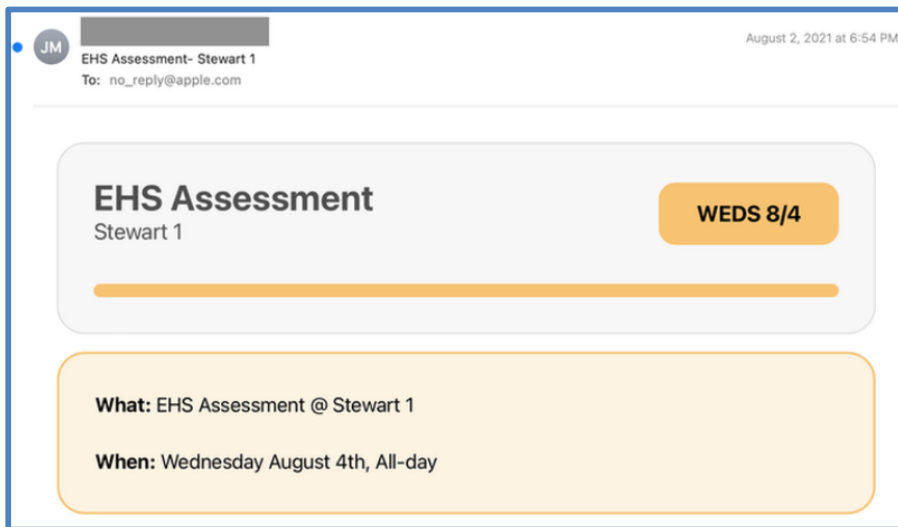 JM
August 2, 2021 at 6:54 PM
EHS Assessment- Stewart 1
To: no_reply@apple.com
EHS Assessment
Stewart 1
WEDS 8/4
What: EHS Assessment @ Stewart 1
When: Wednesday August 4th, All-day